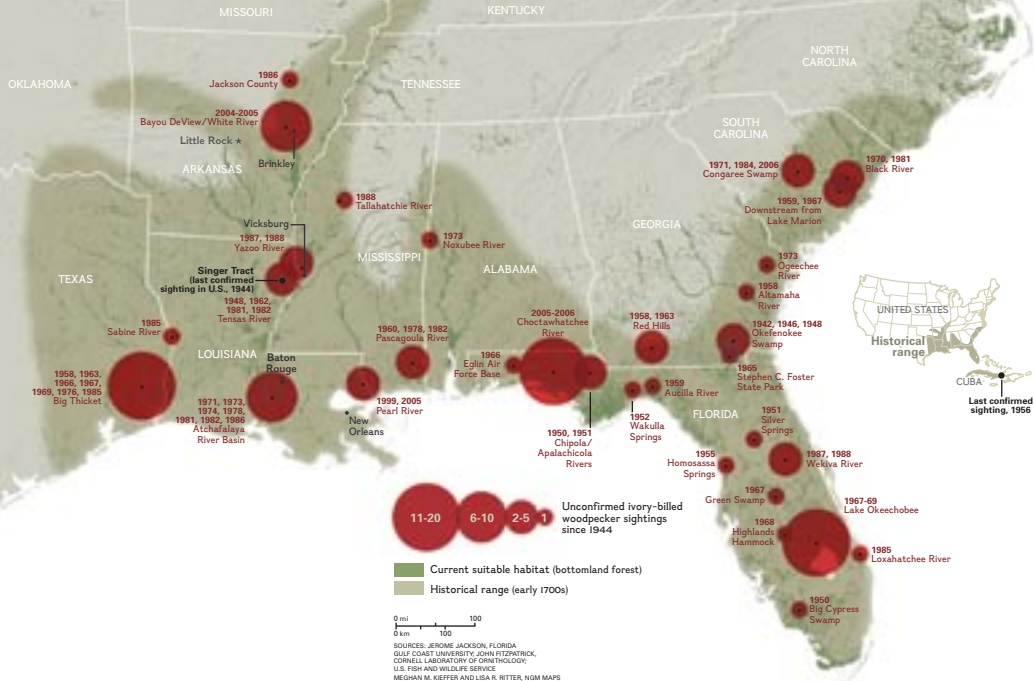 MISSOURI
KENTUCKY
OKLAHOMA
TENNESSEE
NORTH
CAROLINA
1986
Jackson County
2004-2005
Bayou DeView/White River
Little Rock
Brinkley
ARKANSAS
SOUTH
CAROLINA
1971, 1984, 2006
Congaree Swamp
1970, 1981
Black River
1959, 1967
Downstream from
Lake Marion
1988
Tallahatchie River
Vicksburg
1987, 1988
Yazoo River
1973
Noxubee River
MISSISSIPPI
ALABAMA
GEORGIA
Singer Tract
(last confirmed
sighting in U.S., 1944)
1948, 1962,
1981, 1982
Tensas River
TEXAS
1973
Ogeechee
River
1958
Altamaha
River
1985
Sabine River
LOUISIANA
Baton
Rouge
1960, 1978, 1982
Pascagoula River
2005-2006
Choctawhatchee
River
1958, 1963
Red Hills
1942, 1946, 1948
Okefenokee
Swamp
1966
Eglin Air
Force Base
1958, 1963,
1966, 1967,
1969, 1976, 1985
Big Thicket
1971, 1973,
1974, 1978,
1981, 1982, 1986
Atchafalaya
River Basin
1999, 2005
Pearl River
New
Orleans
1950, 1951
Chipola/
Apalachicola
Rivers
1952
Wakulla
Springs
1959
Aucilla River
1965
Stephen C. Foster
State Park
FLORIDA
1951
Silver
Springs
1955
Homosassa
Springs
1987, 1988
Wekiva River
1967
Green Swamp
1967-69
Lake Okeechobee
1968
Highlands
Hammock
1985
Loxahatchee River
1950
Big Cypress
Swamp
UNITED STATES
Historical
range
CUBA
Last confirmed
sighting, 1956
11-20
6-10
2-5
1
Unconfirmed ivory-billed
woodpecker sightings
since 1944
Current suitable habitat (bottomland forest)
Historical range (early 1700s)
0 mi 100
0 km 100
SOURCES: JEROME JACKSON, FLORIDA
GULF COAST UNIVERSITY; JOHN FITZPATRICK,
CORNELL LABORATORY OF ORNITHOLOGY;
U.S. FISH AND WILDLIFE SERVICE
MEGHAN M. KIEFFER AND LISA R. RITTER, NGM MAPS